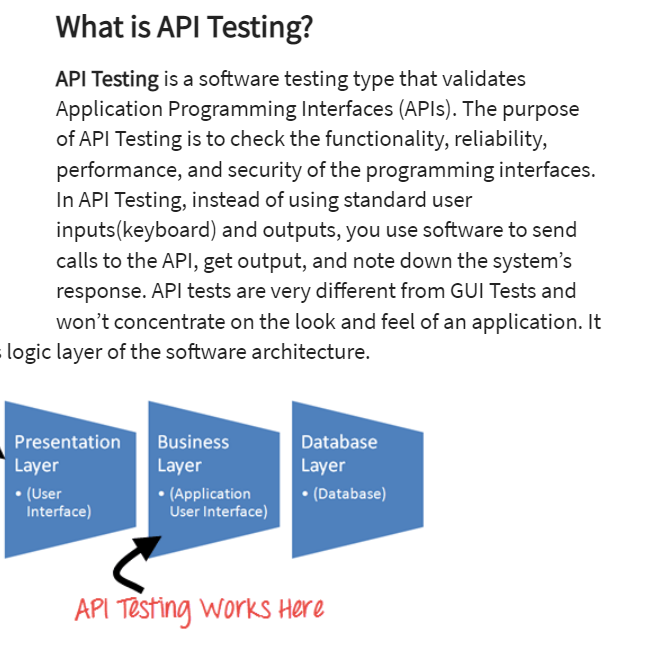 What is API Testing?
API Testing is a software testing type that validates
Application Programming Interfaces (APIs). The purpose
of API Testing is to check the functionality, reliability,
performance, and security of the programming interfaces.
In API Testing, instead of using standard user
inputs(keyboard) and outputs, you use software to send
calls to the API, get output, and note down the system’s
response. API tests are very different from GUI Tests and
won’t concentrate on the look and feel of an application. It
logic layer of the software architecture.
Presentation
Layer
• (User
Interface)
Business
Layer
• (Application
User Interface)
Database
Layer
• (Database)
API Testing Works Here